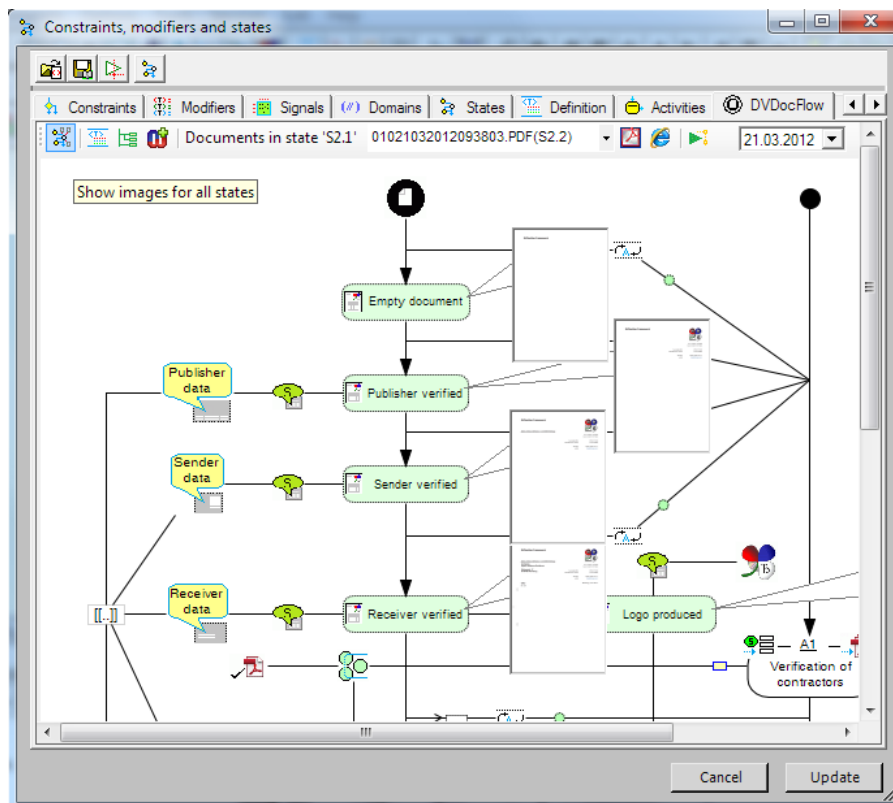 Constraints, modifiers and states
Constraints
Modifiers
Signals
Domains
States
Definition
Activities
DVDocFlow
Documents in state 'S2.1'
01021032012093803.PDF(S2.2)
21.03.2012
Show images for all states
Empty document
Publisher
data
Publisher verified
Sender
data
Sender verified
Receiver
data
[[..]]
Receiver verified
Logo produced
A1
Verification of
contractors
Cancel
Update